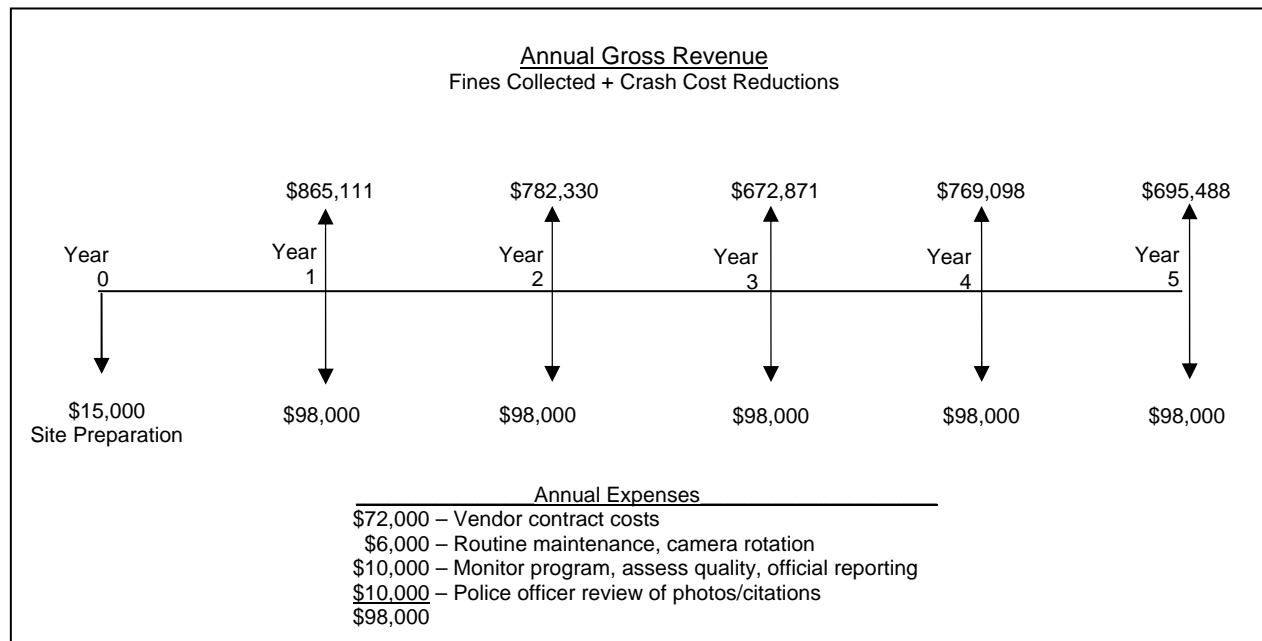 Annual Gross Revenue
Fines Collected + Crash Cost Reductions
$865,111 $782,330 $672,871 $769,098 $695,488
Year Year Year Year Year Year
0 1 2 3 4 5
$15,000 $98,000 $98,000 $98,000 $98,000 $98,000
Site Preparation
Annual Expenses
$72,000 – Vendor contract costs
$6,000 – Routine maintenance, camera rotation
$10,000 – Monitor program, assess quality, official reporting
$10,000 – Police officer review of photos/citations
$98,000